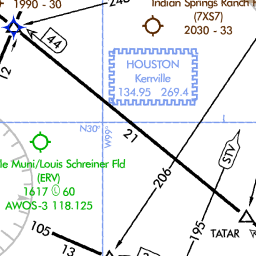 1990 - 30
Indian Springs Ranch
(7XS7)
2030 - 33
240
A
44
12
HOUSTON
Kerrville
134.95 269.4
N30°
W99°
21
STV
le Muni/Louis Schreiner Fld
(ERV)
1617 60
AWOS-3 118.125
206
195
TATAR
105
13